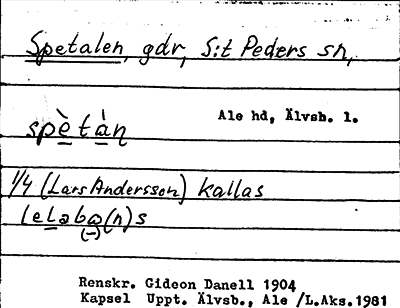 Spetalen, gdr, S:t Peders sn,
Ale hd, Älvsb. l.
spètàn
1/4 (Lars Andersson) kallas
lelaba(n)s
(-)
Renskr. Gideon Danell 1904
Kapsel Uppt. Älvsb., Ale /L.Aks.1981